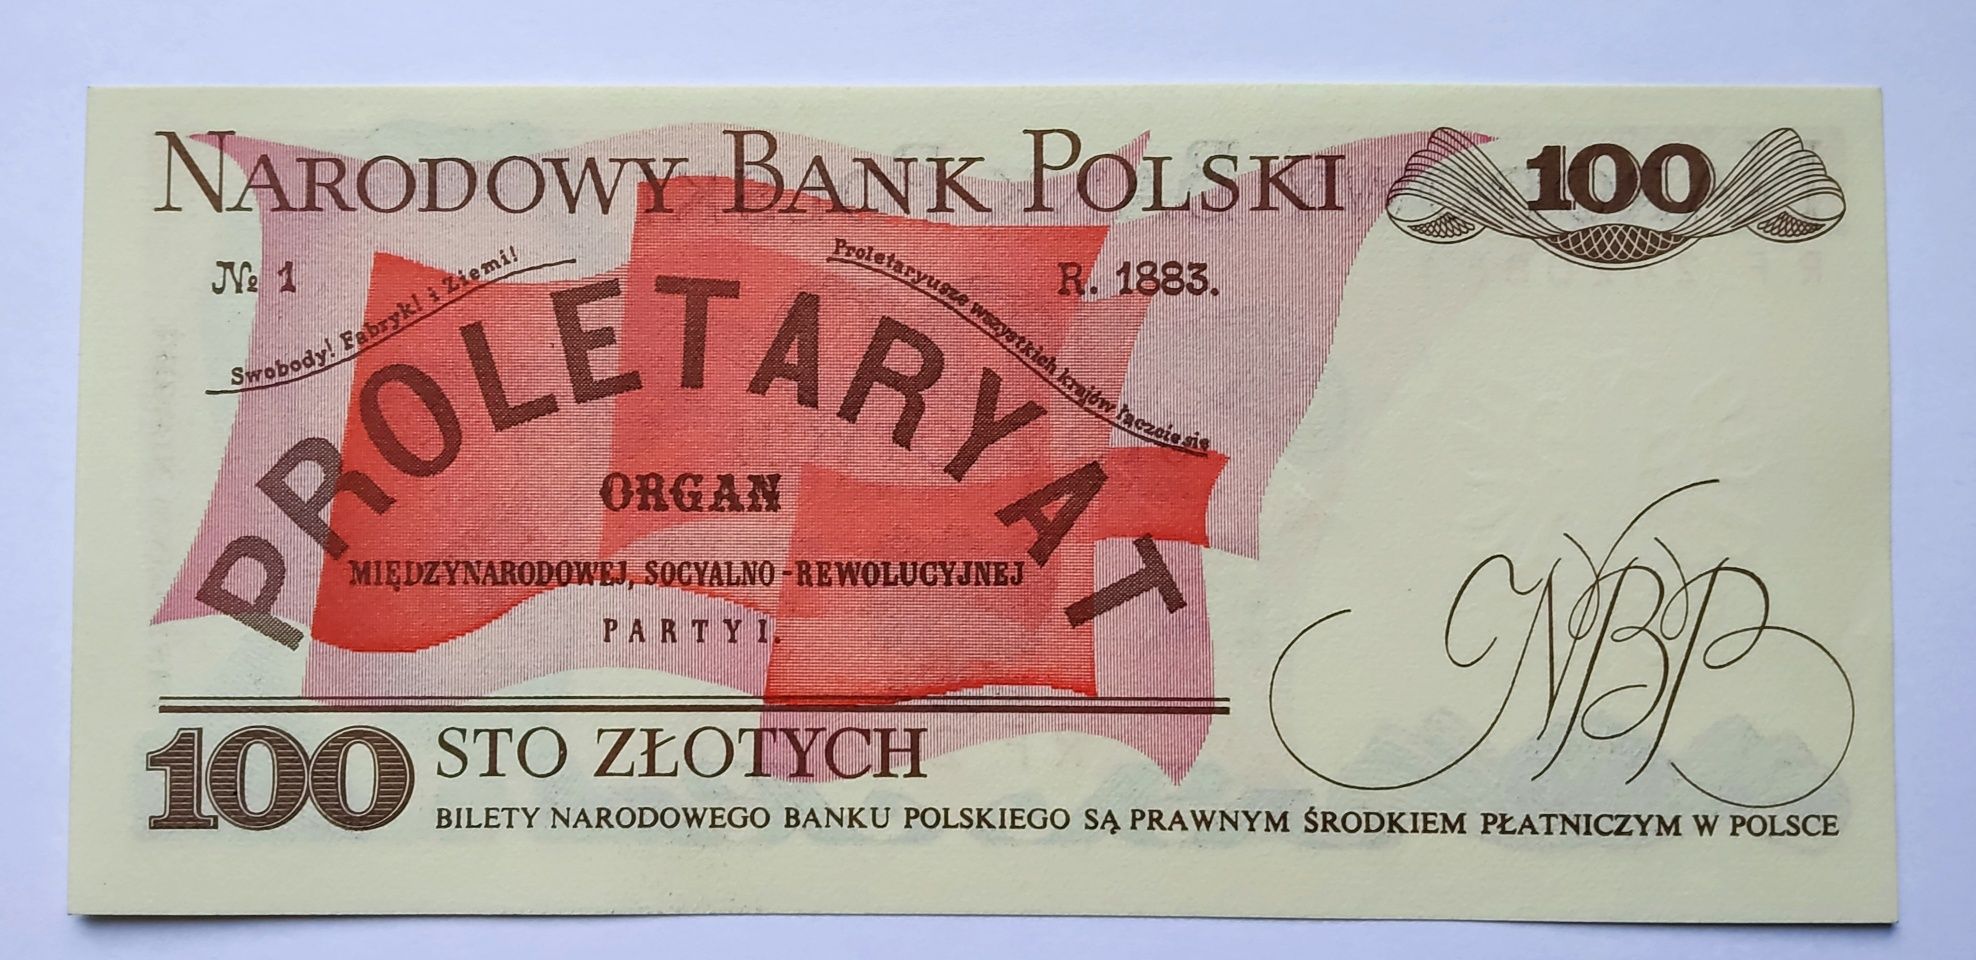 NARODOWY BANK POLSKI
100
№ 1
Swobody! Fabryk! i Ziemi!
Proletaryusze wszystkich krajów łączcie się
R. 1883.
PROLETARYAT
ORGAN
MIĘDZYNARODOWEJ, SOCYALNO-REWOLUCYJNEJ
PARTYI.
NBP
100 STO ZŁOTYCH
BILETY NARODOWEGO BANKU POLSKIEGO SĄ PRAWNYM ŚRODKIEM PŁATNICZYM W POLSCE